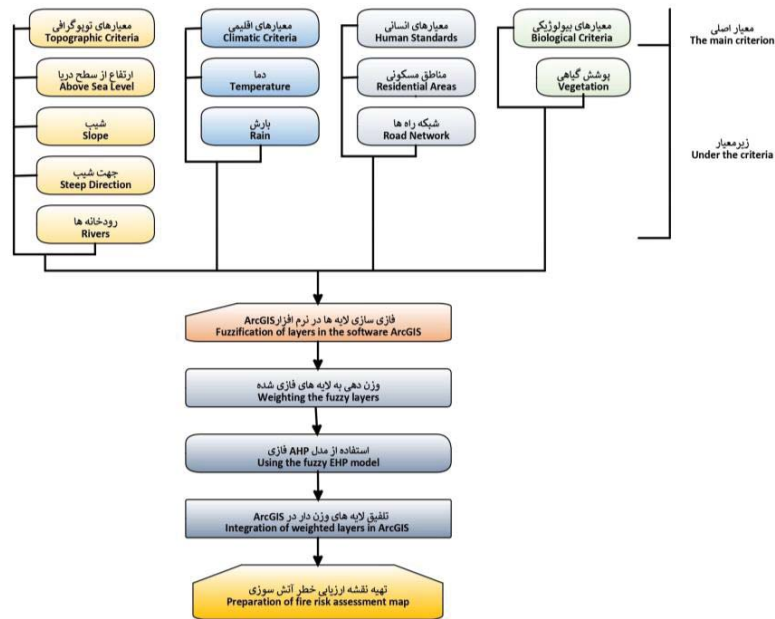 معیارهای توپوگرافی
Topographic Criteria
ارتفاع از سطح دریا
Above Sea Level
شیب
Slope
جهت شیب
Steep Direction
رودخانه ها
Rivers
معیارهای اقلیمی
Climatic Criteria
دما
Temperature
بارش
Rain
معیارهای انسانی
Human Standards
مناطق مسکونی
Residential Areas
شبکه راه ها
Road Network
معیارهای بیولوژیکی
Biological Criteria
پوشش گیاهی
Vegetation
معیار اصلی
The main criterion
زیرمعیار
Under the criteria
فازی سازی لایه ها در نرم افزارArcGIS
Fuzzification of layers in the software ArcGIS
وزن دهی به لایه های فازی شده
Weighting the fuzzy layers
استفاده از مدل AHP فازی
Using the fuzzy EHP model
تلفیق لایه های وزن دار در ArcGIS
Integration of weighted layers in ArcGIS
تهیه نقشه ارزیابی خطر آتش سوزی
Preparation of fire risk assessment map